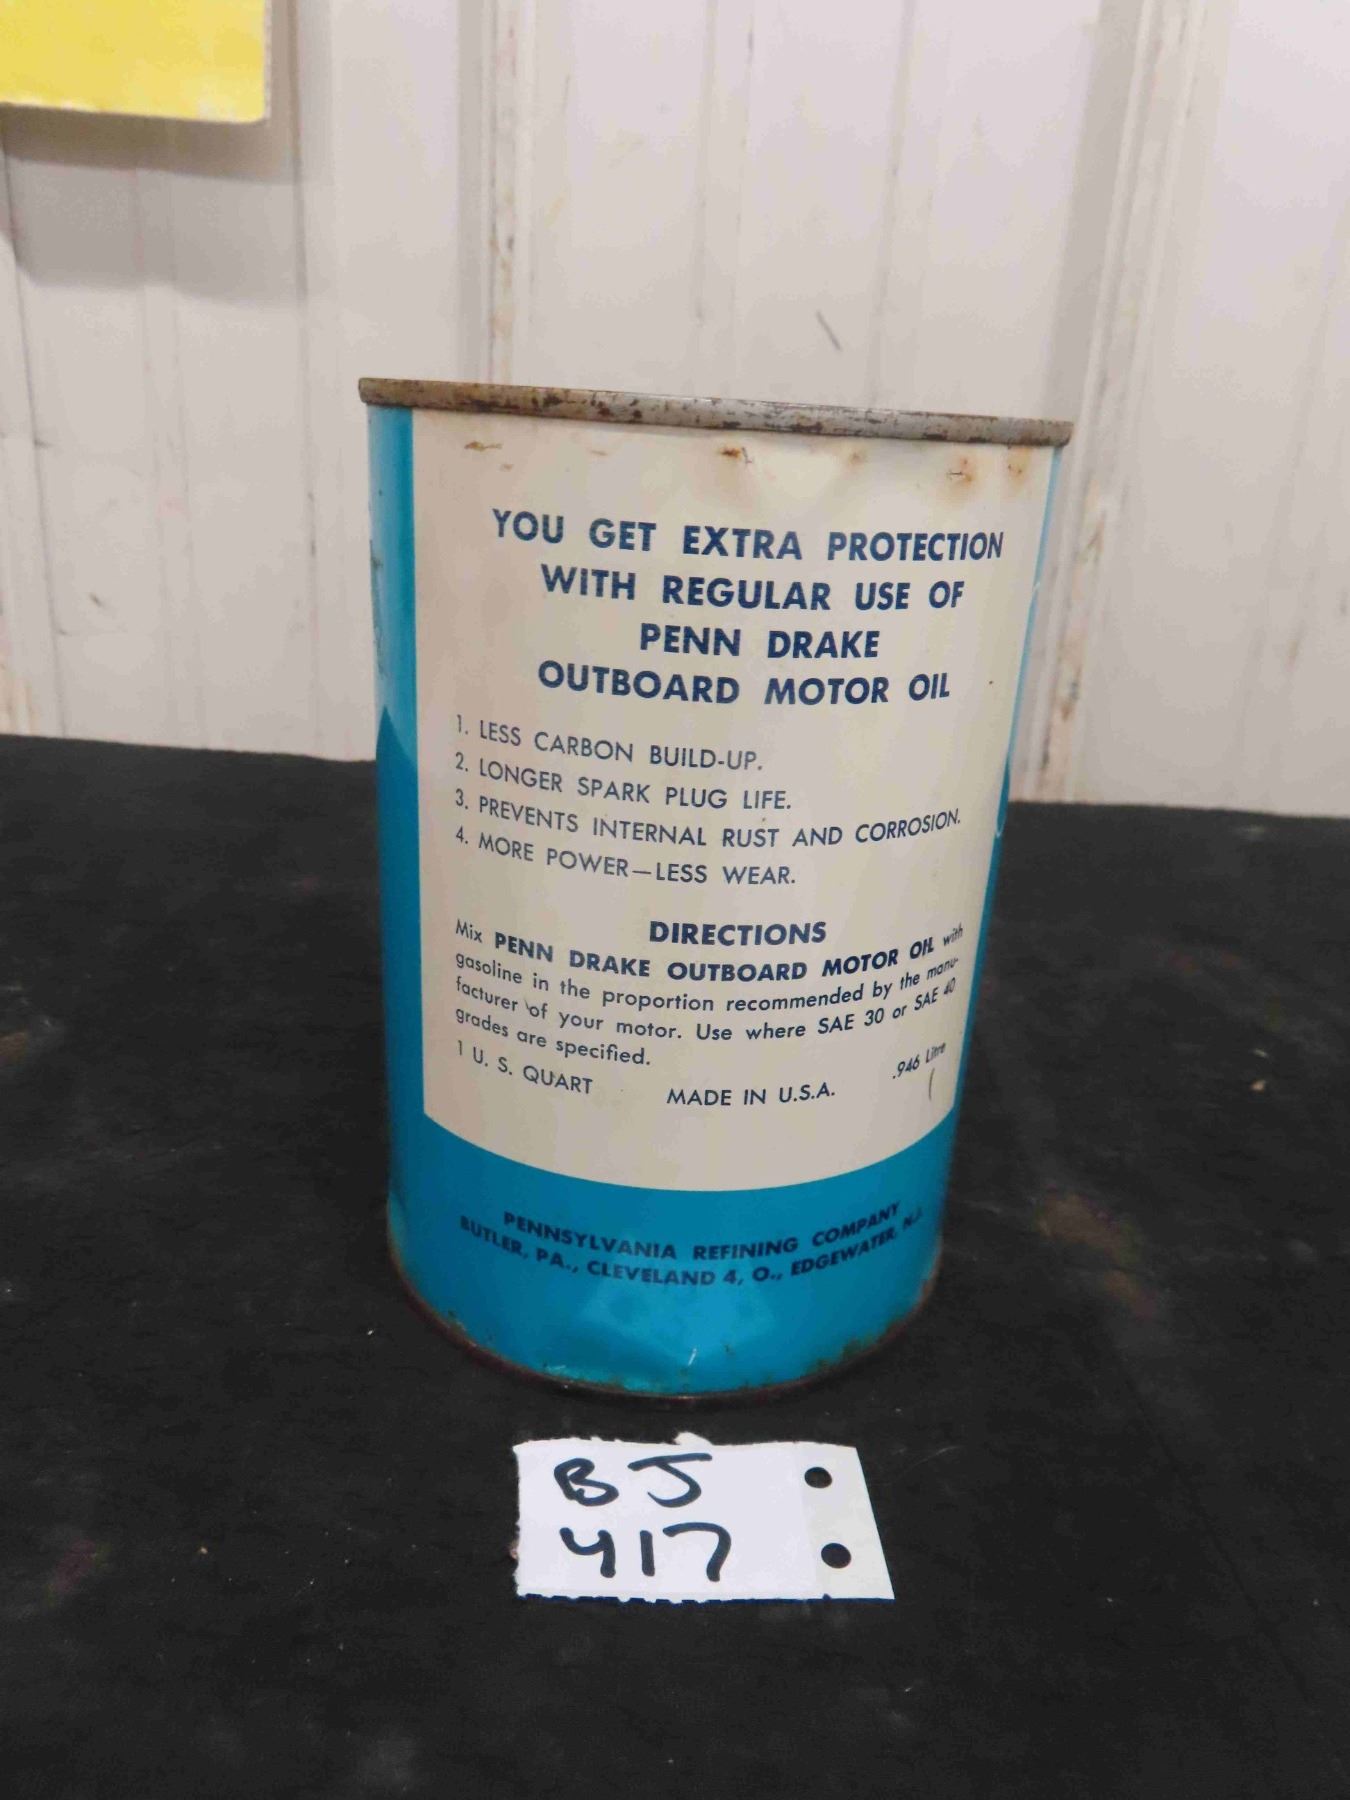 YOU GET EXTRA PROTECTION
WITH REGULAR USE OF
PENN DRAKE
OUTBOARD MOTOR OIL
1. LESS CARBON BUILD-UP.
2. LONGER SPARK PLUG LIFE.
3. PREVENTS INTERNAL RUST AND CORROSION.
4. MORE POWER—LESS WEAR.
DIRECTIONS
Mix PENN DRAKE OUTBOARD MOTOR OIL with
gasoline in the proportion recommended by the manu-
facturer of your motor. Use where SAE 30 or SAE 40
grades are specified.
1 U. S. QUART MADE IN U.S.A. .946 Litre
PENNSYLVANIA REFINING COMPANY
BUTLER, PA., CLEVELAND 4, O., EDGEWATER, N.J.
BJ
417